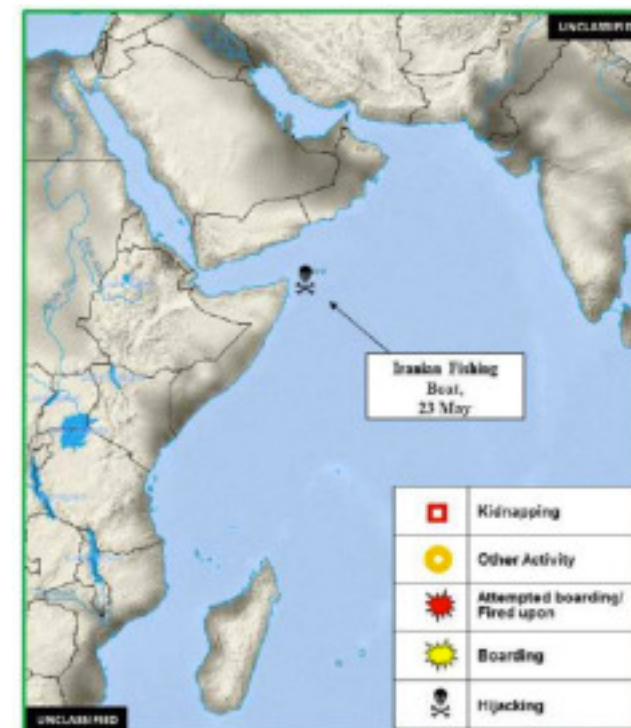 UNCLASSIFIED
Iranian Fishing
Boat,
23 May
Kidnapping
Other Activity
Attempted boarding/
Fired upon
Boarding
Hijacking
UNCLASSIFIED